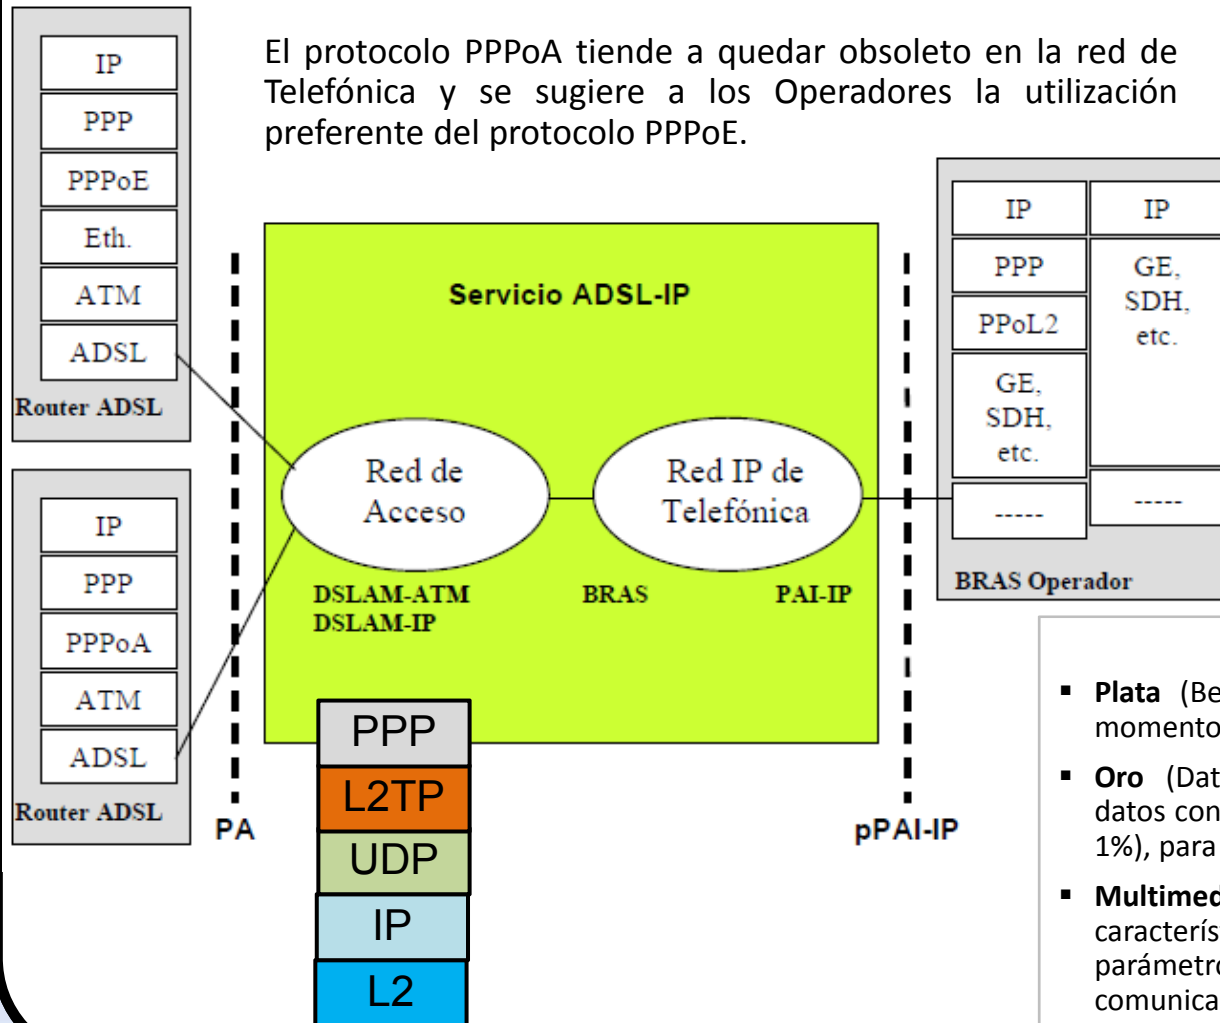 El protocolo PPPoA tiende a quedar obsoleto en la red de
Telefónica y se sugiere a los Operadores la utilización
preferente del protocolo PPPoE.
IP
PPP
PPPoE
Eth.
ATM
ADSL
Router ADSL
IP
PPP
PPPoA
ATM
ADSL
Router ADSL
PA
Servicio ADSL-IP
Red de
Acceso
Red IP de
Telefónica
DSLAM-ATM
DSLAM-IP
BRAS
PAI-IP
pPAI-IP
IP
PPP
PPoL2
GE,
SDH,
etc.
-----
IP
GE,
SDH,
etc.
-----
BRAS Operador
PPP
L2TP
UDP
IP
L2
▪ Plata (Be
momento
▪ Oro (Dat
datos con
1%), para
▪ Multimed
caracterís
parámetro
comunica